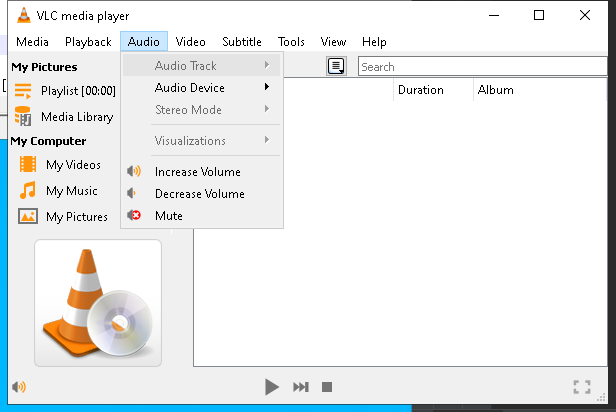 VLC media player
Media Playback Audio Video Subtitle Tools View Help
My Pictures
Playlist [00:00]
Media Library
My Computer
My Videos
My Music
My Pictures
Audio Track
Audio Device
Stereo Mode
Visualizations
Increase Volume
Decrease Volume
Mute
Search
Duration Album